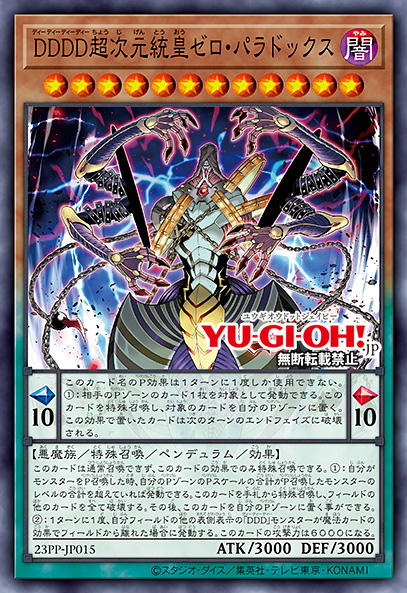 ディーディーディーディーちょうじげんとうおう
DDDD超次元統皇ゼロ・パラドックス
やみ
闇
ユウギオウドットジェイピー
YU-GI-OH!.JP
無断転載禁止
10
10
このカード名のP効果は1ターンに1度しか使用できない。
①：相手のPゾーンのカード1枚を対象として発動できる。このカ
ードを特殊召喚し、対象のカードを自分のPゾーンに置く。
この効果で置いたカードは次のターンのエンドフェイズに破壊
される。
【悪魔族／特殊召喚／ペンデュラム／効果】
このカードは通常召喚できず、このカードの効果でのみ特殊召喚できる。①：自分が
モンスターをP召喚した時、自分のPゾーンのPスケールの合計がP召喚したモンスターの
レベルの合計を超えていれば発動できる。このカードを手札から特殊召喚し、フィールドの
他のカードを全て破壊する。その後、このカードを自分のPゾーンに置く事ができる。
②：1ターンに1度、自分フィールドの他の表側表示の「DDD」モンスターが魔法カードの
効果でフィールドから離れた場合に発動する。このカードの攻撃力は6000になる。
23PP-JP015
ATK/3000 DEF/3000
©スタジオ・ダイス／集英社・テレビ東京・KONAMI